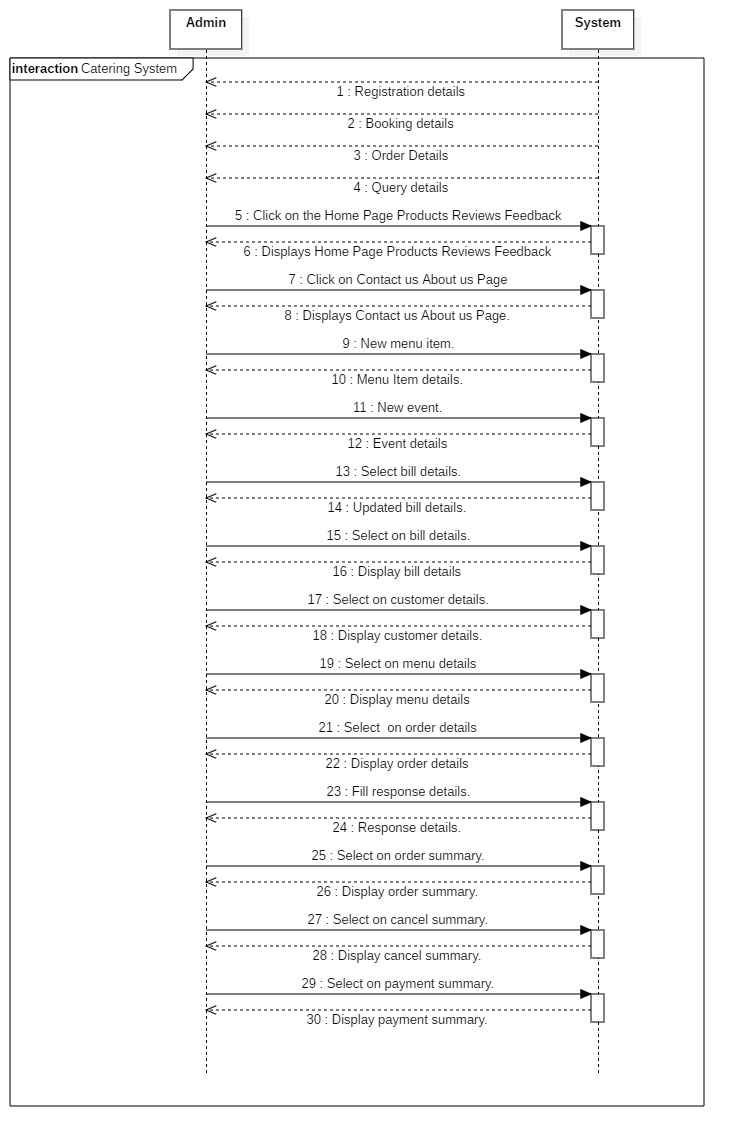 Admin System
interaction Catering System
1 : Registration details
2 : Booking details
3 : Order Details
4 : Query details
5 : Click on the Home Page Products Reviews Feedback
6 : Displays Home Page Products Reviews Feedback
7 : Click on Contact us About us Page
8 : Displays Contact us About us Page.
9 : New menu item.
10 : Menu Item details.
11 : New event.
12 : Event details
13 : Select bill details.
14 : Updated bill details.
15 : Select on bill details.
16 : Display bill details
17 : Select on customer details.
18 : Display customer details.
19 : Select on menu details
20 : Display menu details
21 : Select  on order details
22 : Display order details
23 : Fill response details.
24 : Response details.
25 : Select on order summary.
26 : Display order summary.
27 : Select on cancel summary.
28 : Display cancel summary.
29 : Select on payment summary.
30 : Display payment summary.